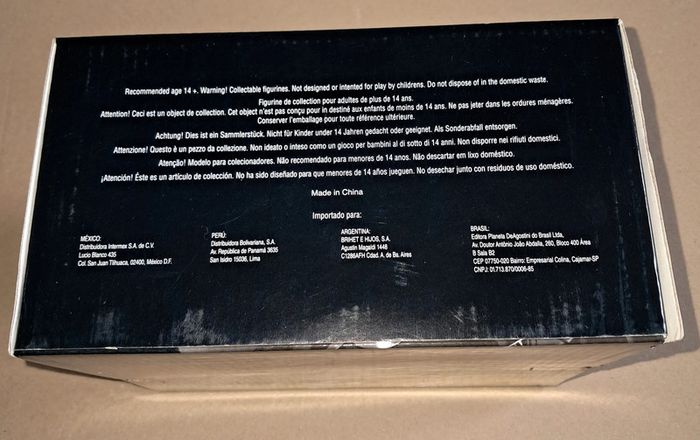 Recommended age 14 +. Warning! Collectable figurines. Not designed or intented for play by childrens. Do not dispose of in the domestic waste.
Figurine de collection pour adultes de plus de 14 ans.
Attention! Ceci est un object de collection. Cet object n'est pas conçu pour in destiné aux enfants de moins de 14 ans. Ne pas jeter dans les ordures ménagères.
Conserver l'emballage pour toute référence ultérieure.
Achtung! Dies ist ein Sammlerstück. Nicht für Kinder unter 14 Jahren gedacht oder geeignet. Als Sonderabfall entsorgen.
Attenzione! Questo è un pezzo da collezione. Non ideato o inteso come un gioco per bambini al di sotto di 14 anni. Non disporre nei rifiuti domestici.
Atenção! Modelo para colecionadores. Não recomendado para menores de 14 anos. Não descartar em lixo doméstico.
¡Atención! Éste es un artículo de colección. No ha sido diseñado para que menores de 14 años jueguen. No desechar junto con residuos de uso doméstico.
Made in China
Importado para:
MÉXICO:
Distribuidora Intermex S.A. de C.V.
Lucio Blanco 435
Col. San Juan Tlihuaca, 02400, México D.F.
PERÚ:
Distribuidora Bolivariana, S.A.
Av. República de Panamá 3635
San Isidro 15036, Lima
ARGENTINA:
BRIHET E HIJOS, S.A.
Agustín Magaldi 1448
C1286AFH Cdad. A. de Bs. Aires
BRASIL:
Editora Planeta DeAgostini do Brasil Ltda,
Av. Doutor Antônio João Abdalla, 260, Bloco 400 Área
B Sala B2
CEP 07750-020 Bairro: Empresarial Colina, Cajamar-SP
CNPJ: 01.713.870/0006-85